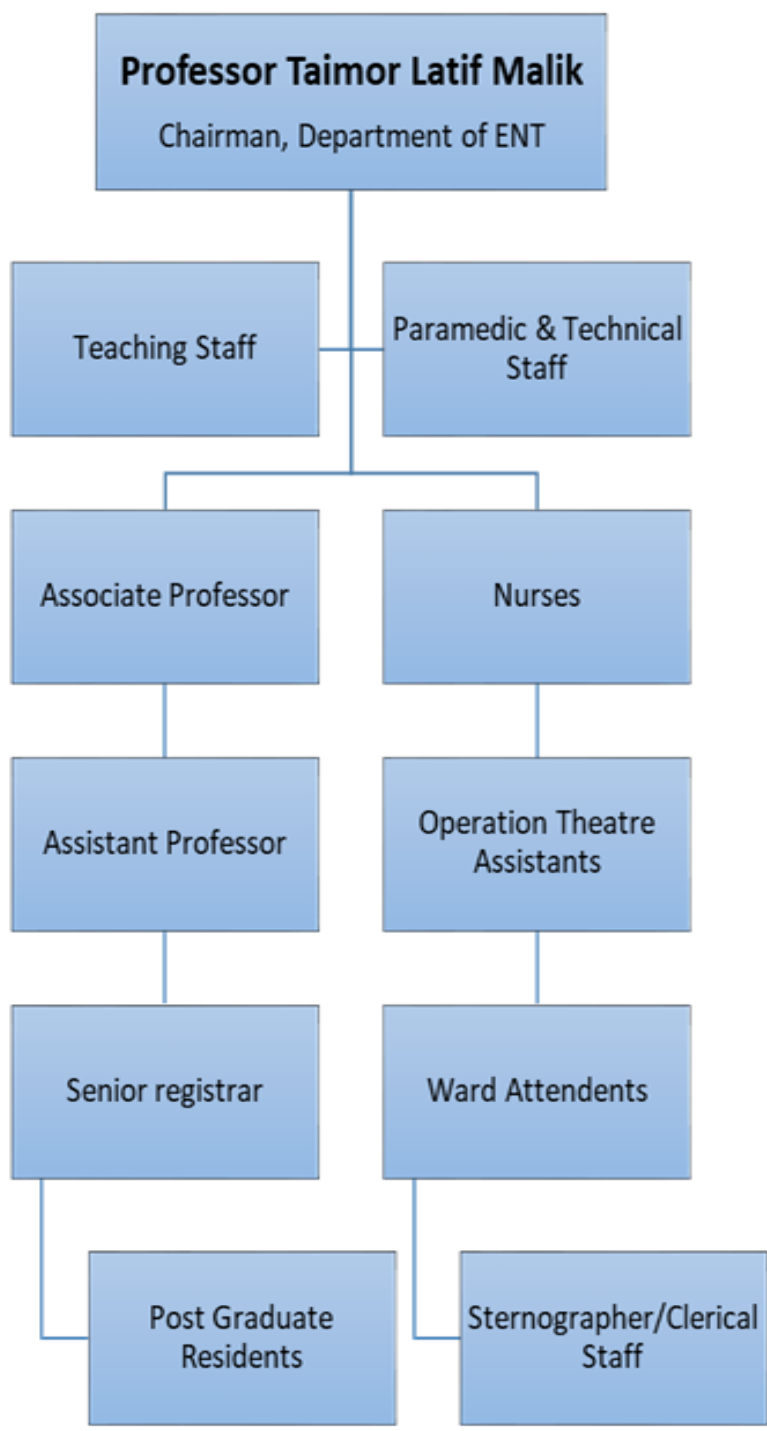 Professor Taimor Latif Malik
Chairman, Department of ENT
Teaching Staff
Paramedic & Technical
Staff
Associate Professor
Nurses
Assistant Professor
Operation Theatre
Assistants
Senior registrar
Ward Attendents
Post Graduate
Residents
Sternographer/Clerical
Staff